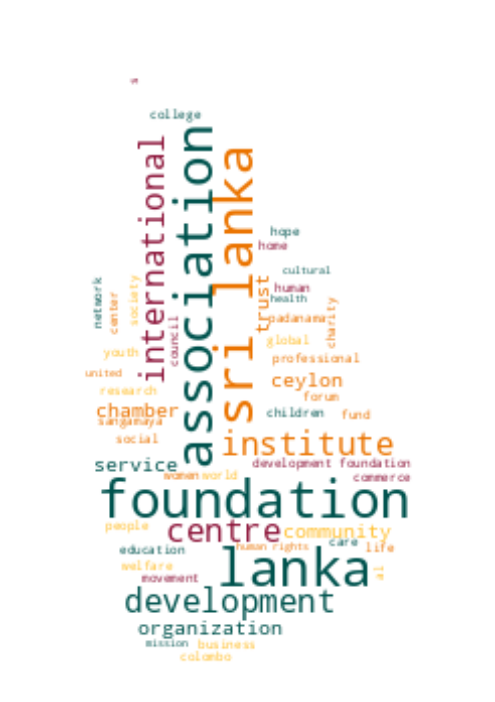 college
international
association
sri lanka
hope
home
cultural
human
health
network
center
society
trust
council
padanama
charity
global
youth
professional
united
ceylon
research
forum
chamber
children
fund
sangamaya
social
institute
service
development foundation
women
world
commerce
foundation
people
centre
community
care
education
human rights
life
lanka
welfare
movement
development
organization
mission
business
colombo